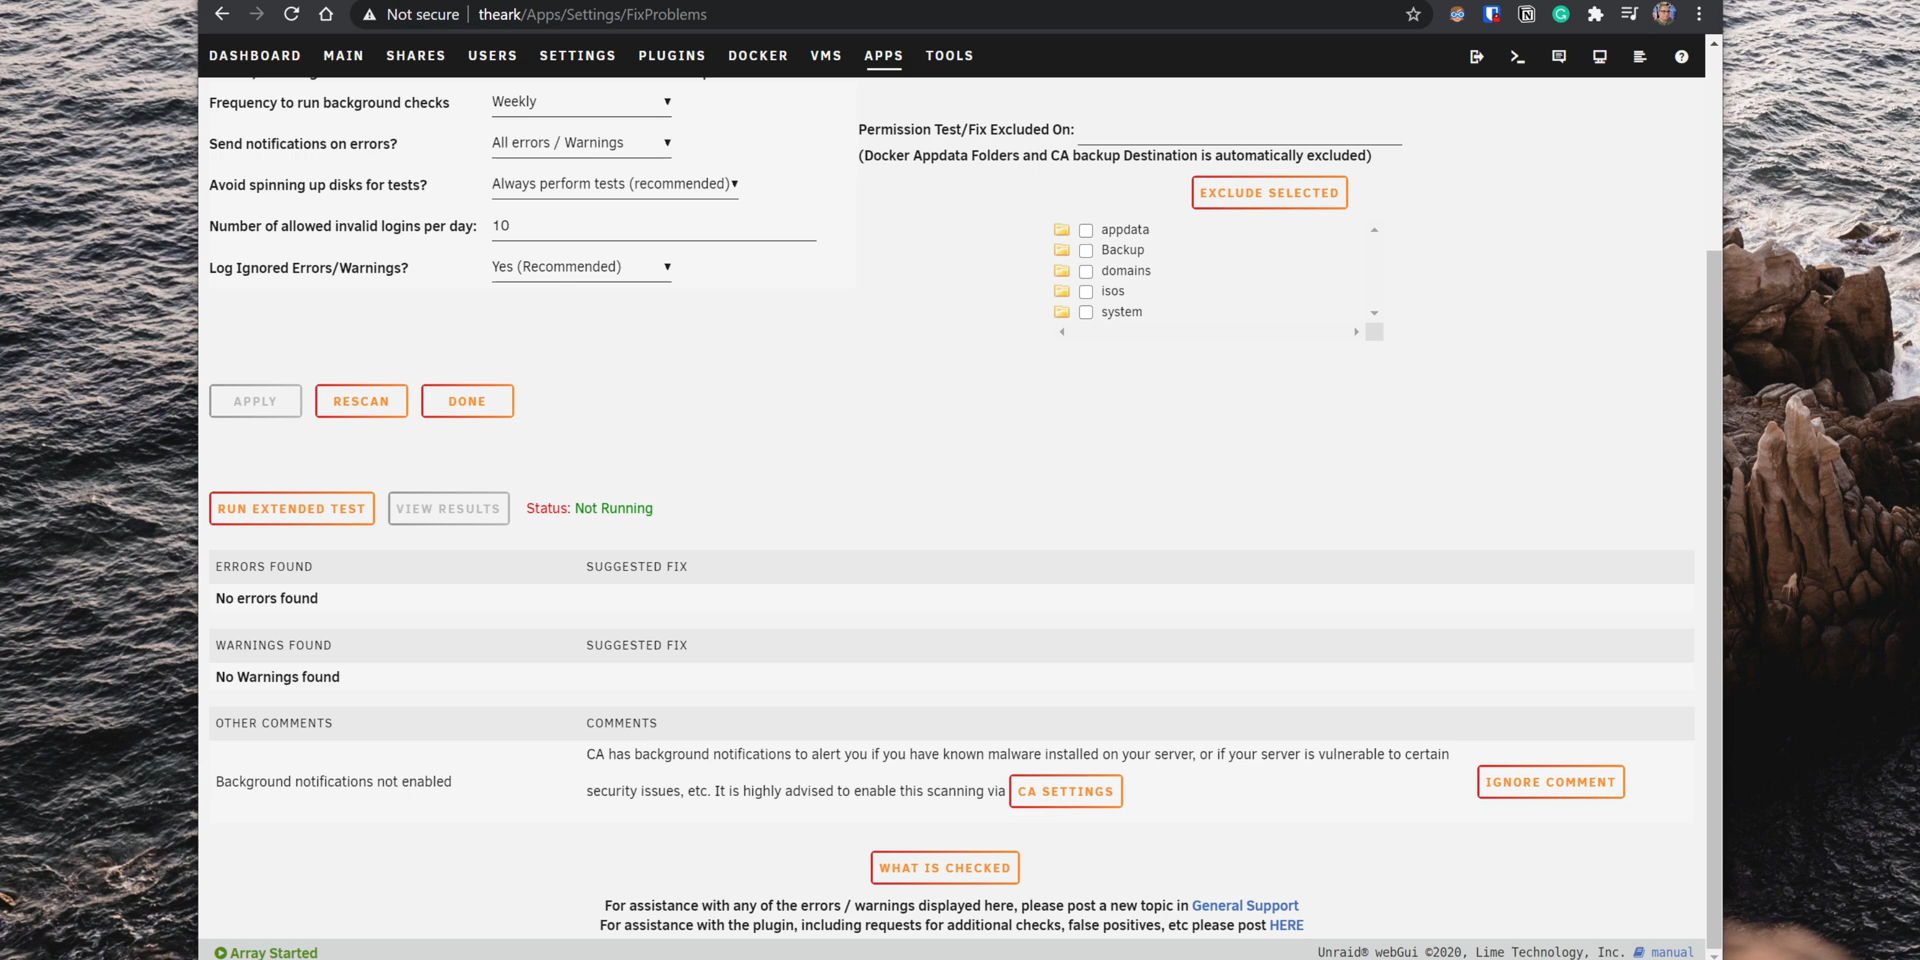 Not secure | theark/Apps/Settings/FixProblems
DASHBOARD MAIN SHARES USERS SETTINGS PLUGINS DOCKER VMS APPS TOOLS
Frequency to run background checks Weekly
Send notifications on errors? All errors / Warnings
Avoid spinning up disks for tests? Always perform tests (recommended)
Number of allowed invalid logins per day: 10
Log Ignored Errors/Warnings? Yes (Recommended)
Permission Test/Fix Excluded On:
(Docker Appdata Folders and CA backup Destination is automatically excluded)
EXCLUDE SELECTED
appdata
Backup
domains
isos
system
APPLY RESCAN DONE
RUN EXTENDED TEST VIEW RESULTS Status: Not Running
ERRORS FOUND SUGGESTED FIX
No errors found
WARNINGS FOUND SUGGESTED FIX
No Warnings found
OTHER COMMENTS COMMENTS
Background notifications not enabled
CA has background notifications to alert you if you have known malware installed on your server, or if your server is vulnerable to certain
security issues, etc. It is highly advised to enable this scanning via CA SETTINGS
IGNORE COMMENT
WHAT IS CHECKED
For assistance with any of the errors / warnings displayed here, please post a new topic in General Support
For assistance with the plugin, including requests for additional checks, false positives, etc please post HERE
Array Started
Unraid® webGui ©2020, Lime Technology, Inc. manual